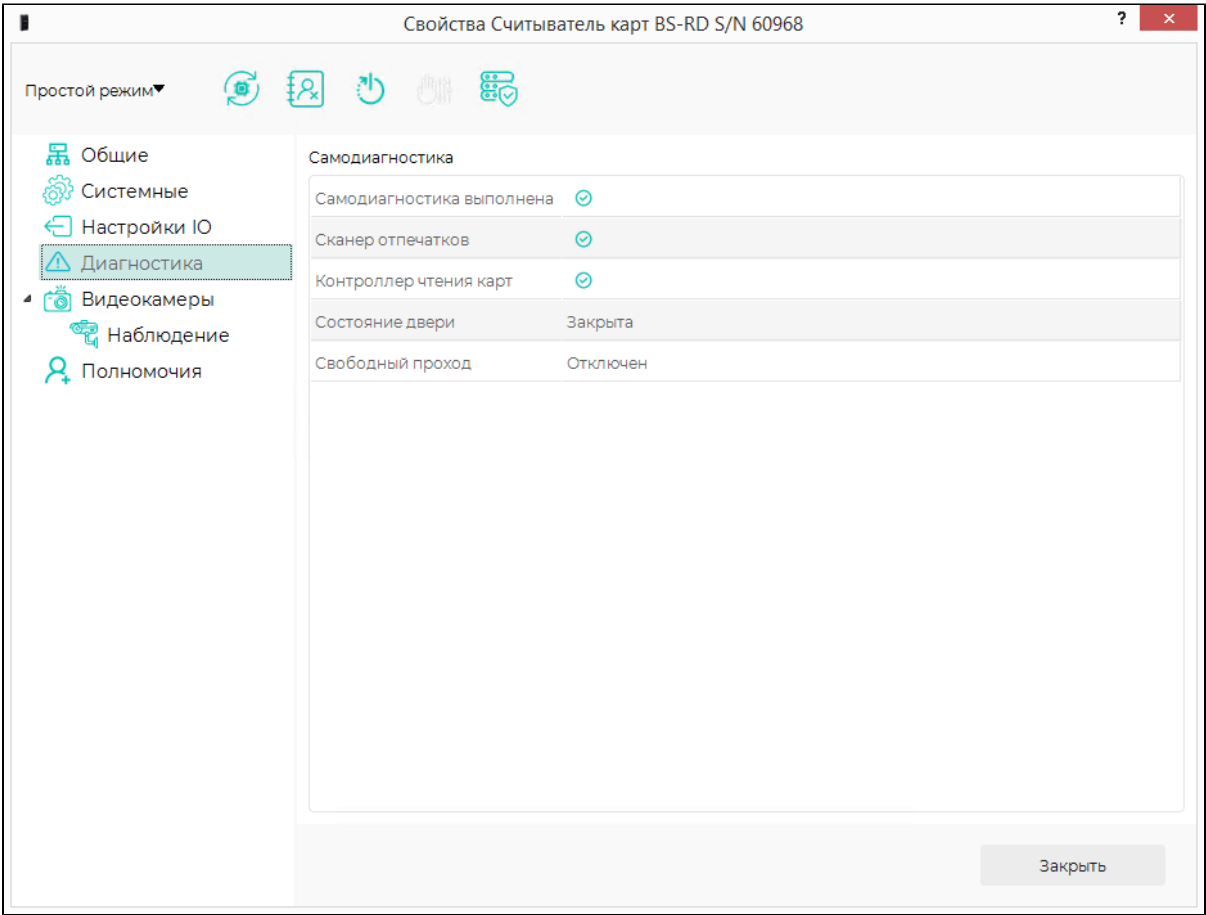 Свойства Считыватель карт BS-RD S/N 60968
?
Простой режим
Общие
Системные
Настройки IO
Диагностика
Видеокамеры
Наблюдение
Полномочия
Самодиагностика
Самодиагностика выполнена
Сканер отпечатков
Контроллер чтения карт
Состояние двери Закрыта
Свободный проход Отключен
Закрыть